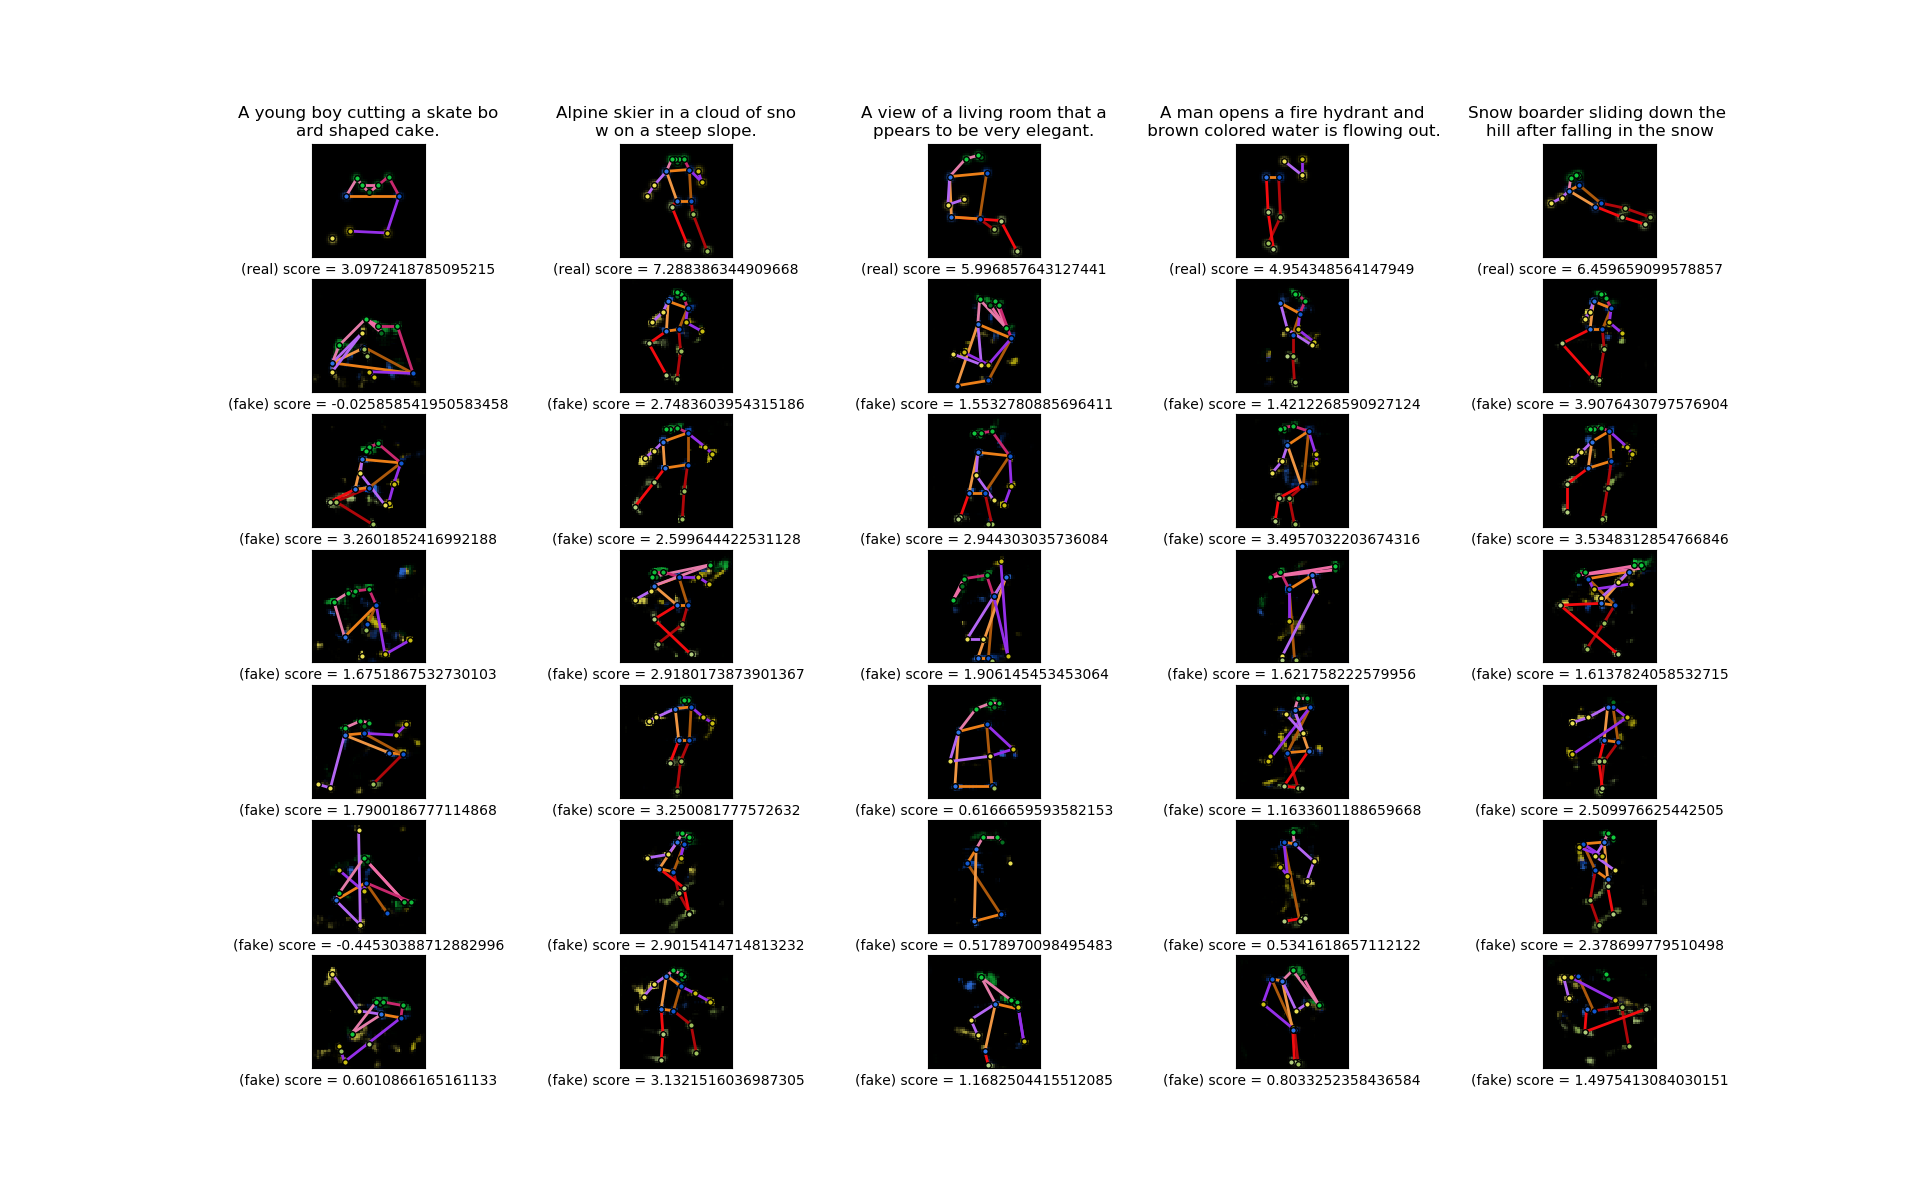 A young boy cutting a skate bo
ard shaped cake.
Alpine skier in a cloud of sno
w on a steep slope.
A view of a living room that a
ppears to be very elegant.
A man opens a fire hydrant and
brown colored water is flowing out.
Snow boarder sliding down the
hill after falling in the snow
(real) score = 3.0972418785095215
(real) score = 7.288386344909668
(real) score = 5.996857643127441
(real) score = 4.954348564147949
(real) score = 6.459659099578857
(fake) score = -0.025858541950583458
(fake) score = 2.7483603954315186
(fake) score = 1.5532780885696411
(fake) score = 1.4212268590927124
(fake) score = 3.9076430797576904
(fake) score = 3.2601852416992188
(fake) score = 2.599644422531128
(fake) score = 2.944303035736084
(fake) score = 3.4957032203674316
(fake) score = 3.5348312854766846
(fake) score = 1.6751867532730103
(fake) score = 2.9180173873901367
(fake) score = 1.906145453453064
(fake) score = 1.621758222579956
(fake) score = 1.6137824058532715
(fake) score = 1.7900186777114868
(fake) score = 3.250081777572632
(fake) score = 0.6166659593582153
(fake) score = 1.1633601188659668
(fake) score = 2.509976625442505
(fake) score = -0.44530388712882996
(fake) score = 2.9015414714813232
(fake) score = 0.5178970098495483
(fake) score = 0.5341618657112122
(fake) score = 2.378699779510498
(fake) score = 0.6010866165161133
(fake) score = 3.1321516036987305
(fake) score = 1.1682504415512085
(fake) score = 0.8033252358436584
(fake) score = 1.4975413084030151